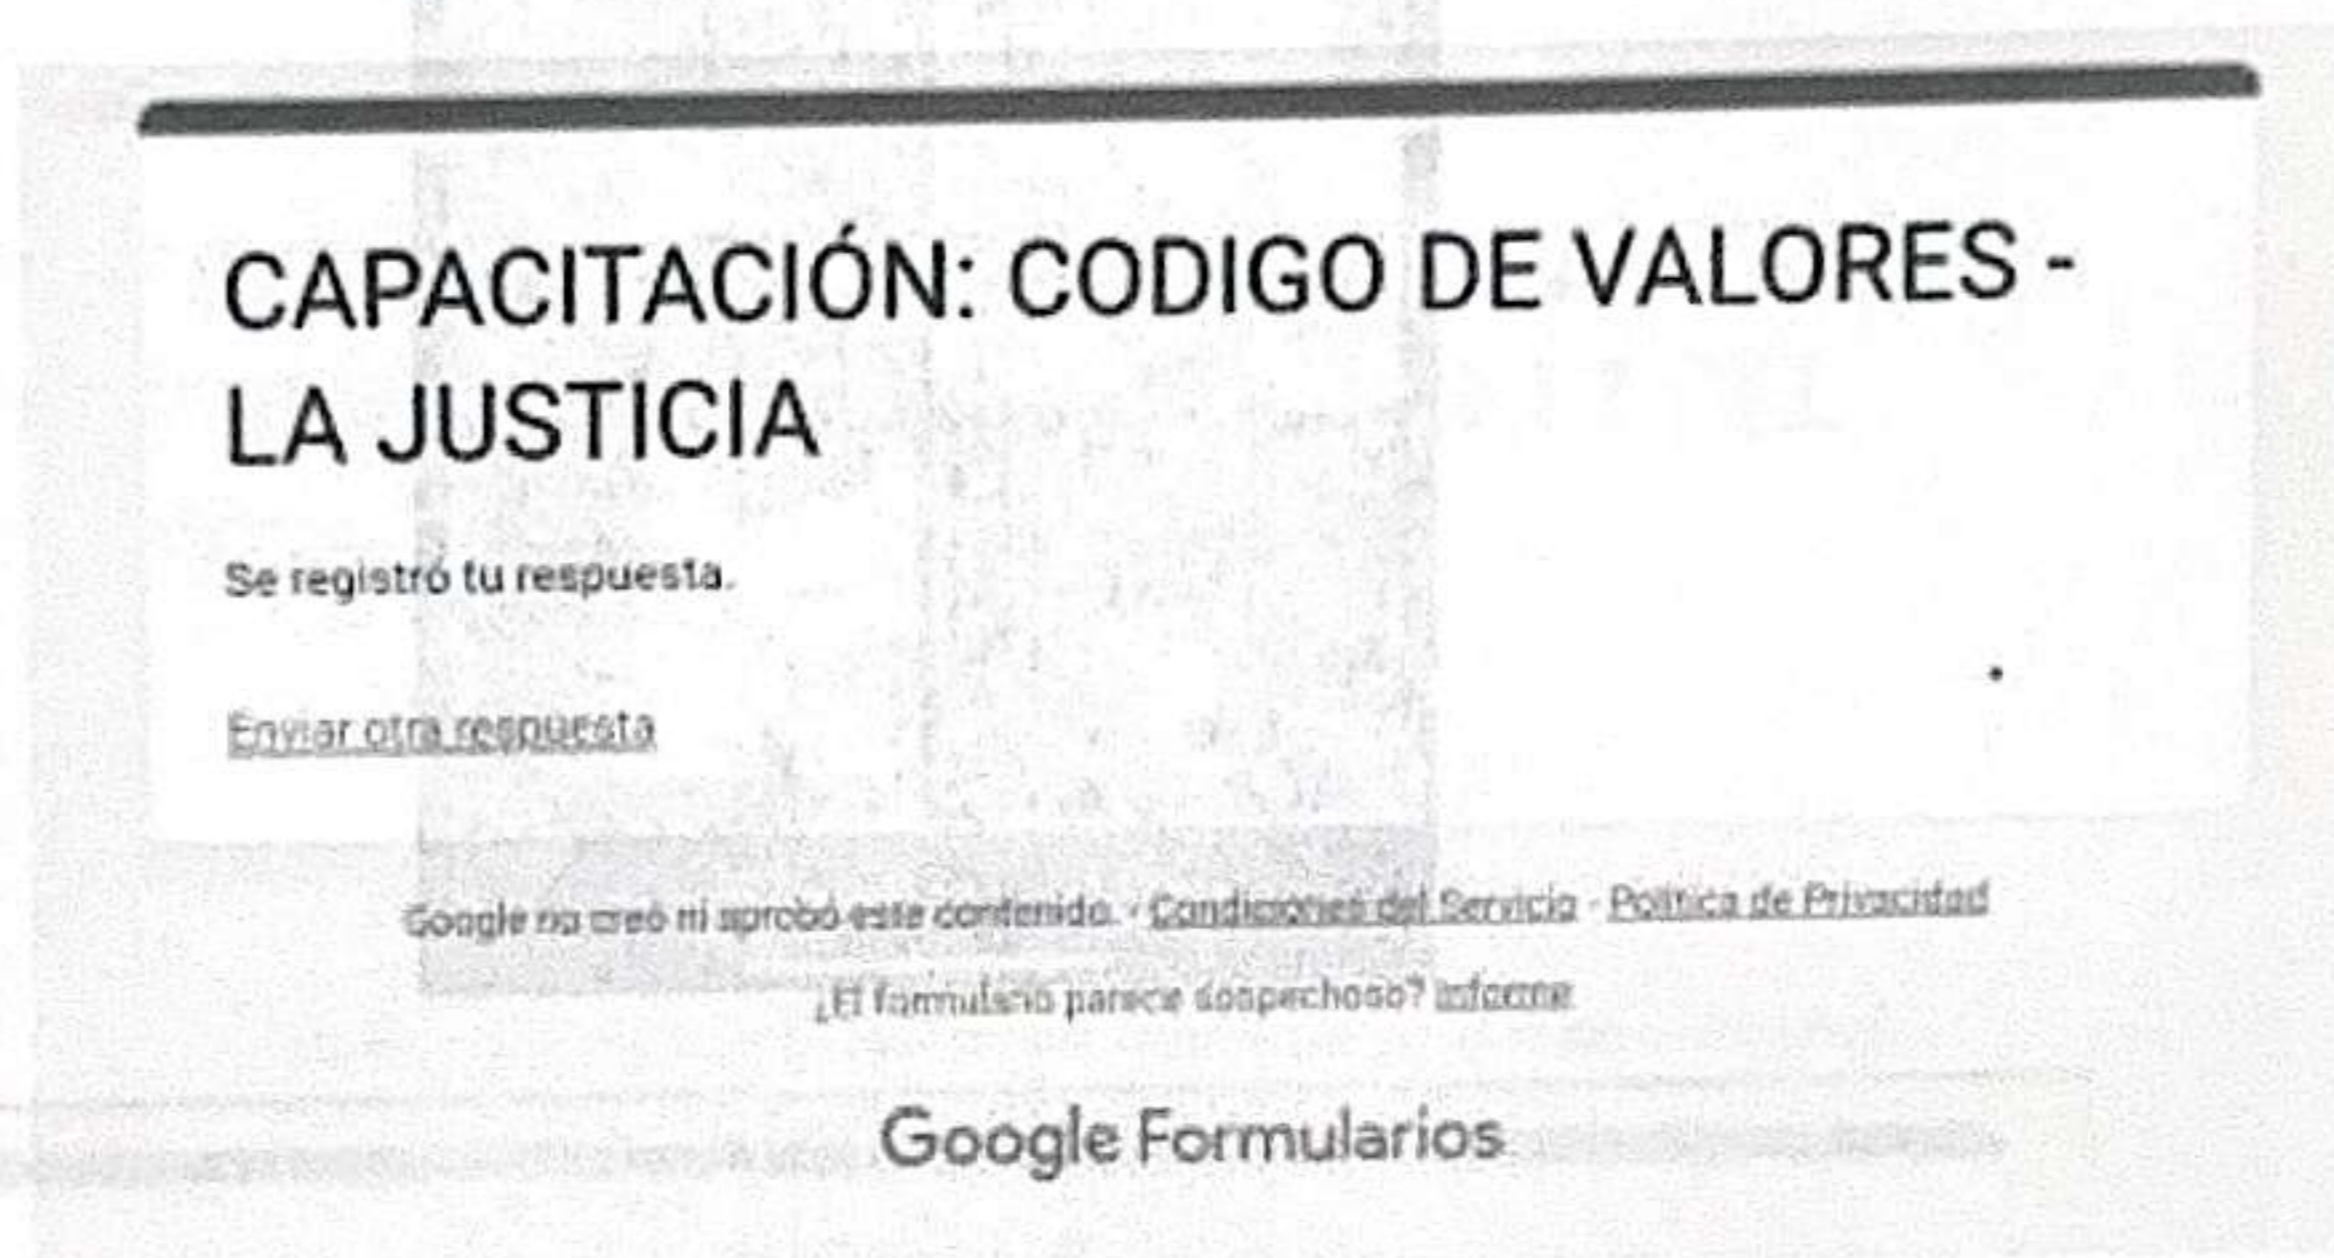 CAPACITACIÓN: CODIGO DE VALORES -
LA JUSTICIA
Se registró tu respuesta.
Enviar otra respuesta
Google no creó ni aprobó este contenido. - Condiciones del Servicio - Política de Privacidad
¿El formulario parece sospechoso? Informe
Google Formularios